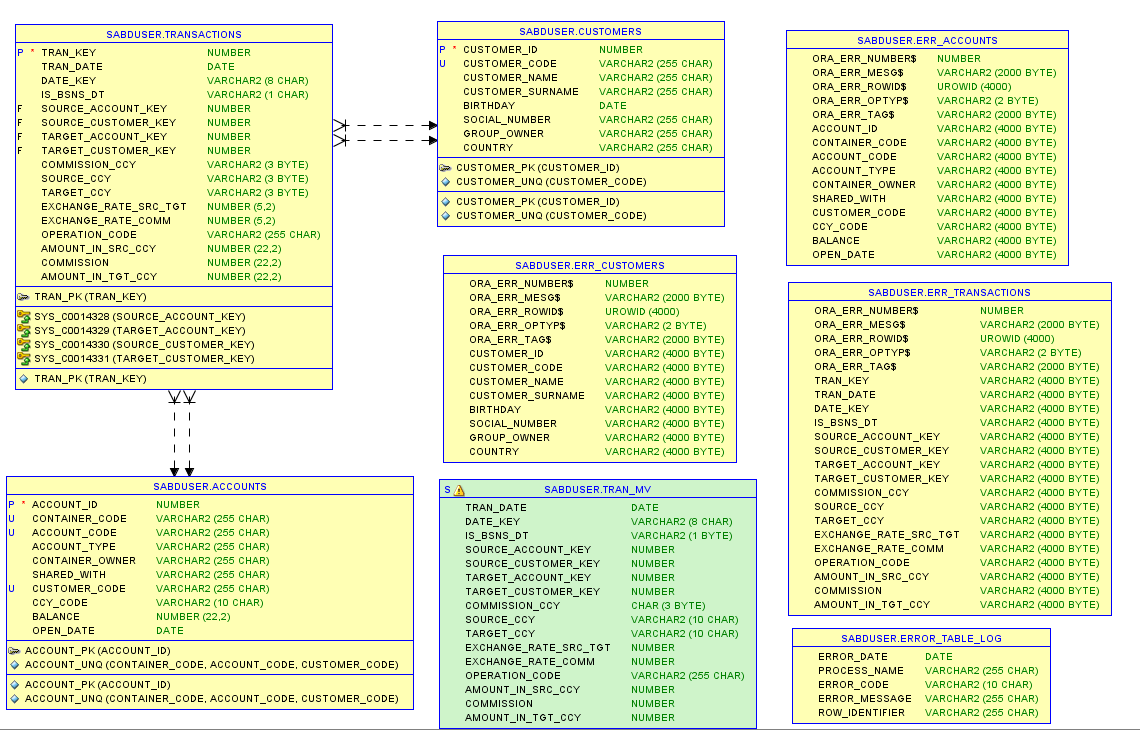 SABDUSER.TRANSACTIONS
P * TRAN_KEY NUMBER
TRAN_DATE DATE
DATE_KEY VARCHAR2 (8 CHAR)
IS_BSNS_DT VARCHAR2 (1 CHAR)
F SOURCE_ACCOUNT_KEY NUMBER
F SOURCE_CUSTOMER_KEY NUMBER
F TARGET_ACCOUNT_KEY NUMBER
F TARGET_CUSTOMER_KEY NUMBER
COMMISSION_CCY VARCHAR2 (3 BYTE)
SOURCE_CCY VARCHAR2 (3 BYTE)
TARGET_CCY VARCHAR2 (3 BYTE)
EXCHANGE_RATE_SRC_TGT NUMBER (5,2)
EXCHANGE_RATE_COMM NUMBER (5,2)
OPERATION_CODE VARCHAR2 (255 CHAR)
AMOUNT_IN_SRC_CCY NUMBER (22,2)
COMMISSION NUMBER (22,2)
AMOUNT_IN_TGT_CCY NUMBER (22,2)
TRAN_PK (TRAN_KEY)
SYS_C0014328 (SOURCE_ACCOUNT_KEY)
SYS_C0014329 (TARGET_ACCOUNT_KEY)
SYS_C0014330 (SOURCE_CUSTOMER_KEY)
SYS_C0014331 (TARGET_CUSTOMER_KEY)
TRAN_PK (TRAN_KEY)
SABDUSER.CUSTOMERS
P * CUSTOMER_ID NUMBER
U CUSTOMER_CODE VARCHAR2 (255 CHAR)
CUSTOMER_NAME VARCHAR2 (255 CHAR)
CUSTOMER_SURNAME VARCHAR2 (255 CHAR)
BIRTHDAY DATE
SOCIAL_NUMBER VARCHAR2 (255 CHAR)
GROUP_OWNER VARCHAR2 (255 CHAR)
COUNTRY VARCHAR2 (255 CHAR)
CUSTOMER_PK (CUSTOMER_ID)
CUSTOMER_UNQ (CUSTOMER_CODE)
CUSTOMER_PK (CUSTOMER_ID)
CUSTOMER_UNQ (CUSTOMER_CODE)
SABDUSER.ERR_ACCOUNTS
ORA_ERR_NUMBER$ NUMBER
ORA_ERR_MESG$ VARCHAR2 (2000 BYTE)
ORA_ERR_ROWID$ UROWID (4000)
ORA_ERR_OPTYP$ VARCHAR2 (2 BYTE)
ORA_ERR_TAG$ VARCHAR2 (2000 BYTE)
ACCOUNT_ID VARCHAR2 (4000 BYTE)
CONTAINER_CODE VARCHAR2 (4000 BYTE)
ACCOUNT_CODE VARCHAR2 (4000 BYTE)
ACCOUNT_TYPE VARCHAR2 (4000 BYTE)
CONTAINER_OWNER VARCHAR2 (4000 BYTE)
SHARED_WITH VARCHAR2 (4000 BYTE)
CUSTOMER_CODE VARCHAR2 (4000 BYTE)
CCY_CODE VARCHAR2 (4000 BYTE)
BALANCE VARCHAR2 (4000 BYTE)
OPEN_DATE VARCHAR2 (4000 BYTE)
SABDUSER.ERR_CUSTOMERS
ORA_ERR_NUMBER$ NUMBER
ORA_ERR_MESG$ VARCHAR2 (2000 BYTE)
ORA_ERR_ROWID$ UROWID (4000)
ORA_ERR_OPTYP$ VARCHAR2 (2 BYTE)
ORA_ERR_TAG$ VARCHAR2 (2000 BYTE)
CUSTOMER_ID VARCHAR2 (4000 BYTE)
CUSTOMER_CODE VARCHAR2 (4000 BYTE)
CUSTOMER_NAME VARCHAR2 (4000 BYTE)
CUSTOMER_SURNAME VARCHAR2 (4000 BYTE)
BIRTHDAY VARCHAR2 (4000 BYTE)
SOCIAL_NUMBER VARCHAR2 (4000 BYTE)
GROUP_OWNER VARCHAR2 (4000 BYTE)
COUNTRY VARCHAR2 (4000 BYTE)
SABDUSER.ERR_TRANSACTIONS
ORA_ERR_NUMBER$ NUMBER
ORA_ERR_MESG$ VARCHAR2 (2000 BYTE)
ORA_ERR_ROWID$ UROWID (4000)
ORA_ERR_OPTYP$ VARCHAR2 (2 BYTE)
ORA_ERR_TAG$ VARCHAR2 (2000 BYTE)
TRAN_KEY VARCHAR2 (4000 BYTE)
TRAN_DATE VARCHAR2 (4000 BYTE)
DATE_KEY VARCHAR2 (4000 BYTE)
IS_BSNS_DT VARCHAR2 (4000 BYTE)
SOURCE_ACCOUNT_KEY VARCHAR2 (4000 BYTE)
SOURCE_CUSTOMER_KEY VARCHAR2 (4000 BYTE)
TARGET_ACCOUNT_KEY VARCHAR2 (4000 BYTE)
TARGET_CUSTOMER_KEY VARCHAR2 (4000 BYTE)
COMMISSION_CCY VARCHAR2 (4000 BYTE)
SOURCE_CCY VARCHAR2 (4000 BYTE)
TARGET_CCY VARCHAR2 (4000 BYTE)
EXCHANGE_RATE_SRC_TGT VARCHAR2 (4000 BYTE)
EXCHANGE_RATE_COMM VARCHAR2 (4000 BYTE)
OPERATION_CODE VARCHAR2 (4000 BYTE)
AMOUNT_IN_SRC_CCY VARCHAR2 (4000 BYTE)
COMMISSION VARCHAR2 (4000 BYTE)
AMOUNT_IN_TGT_CCY VARCHAR2 (4000 BYTE)
SABDUSER.ACCOUNTS
P * ACCOUNT_ID NUMBER
U CONTAINER_CODE VARCHAR2 (255 CHAR)
U ACCOUNT_CODE VARCHAR2 (255 CHAR)
ACCOUNT_TYPE VARCHAR2 (255 CHAR)
CONTAINER_OWNER VARCHAR2 (255 CHAR)
SHARED_WITH VARCHAR2 (255 CHAR)
U CUSTOMER_CODE VARCHAR2 (255 CHAR)
CCY_CODE VARCHAR2 (10 CHAR)
BALANCE NUMBER (22,2)
OPEN_DATE DATE
ACCOUNT_PK (ACCOUNT_ID)
ACCOUNT_UNQ (CONTAINER_CODE, ACCOUNT_CODE, CUSTOMER_CODE)
ACCOUNT_PK (ACCOUNT_ID)
ACCOUNT_UNQ (CONTAINER_CODE, ACCOUNT_CODE, CUSTOMER_CODE)
S SABDUSER.TRAN_MV
TRAN_DATE DATE
DATE_KEY VARCHAR2 (8 CHAR)
IS_BSNS_DT VARCHAR2 (1 BYTE)
SOURCE_ACCOUNT_KEY NUMBER
SOURCE_CUSTOMER_KEY NUMBER
TARGET_ACCOUNT_KEY NUMBER
TARGET_CUSTOMER_KEY NUMBER
COMMISSION_CCY CHAR (3 BYTE)
SOURCE_CCY VARCHAR2 (10 CHAR)
TARGET_CCY VARCHAR2 (10 CHAR)
EXCHANGE_RATE_SRC_TGT NUMBER
EXCHANGE_RATE_COMM NUMBER
OPERATION_CODE VARCHAR2 (255 CHAR)
AMOUNT_IN_SRC_CCY NUMBER
COMMISSION NUMBER
AMOUNT_IN_TGT_CCY NUMBER
SABDUSER.ERROR_TABLE_LOG
ERROR_DATE DATE
PROCESS_NAME VARCHAR2 (255 CHAR)
ERROR_CODE VARCHAR2 (10 CHAR)
ERROR_MESSAGE VARCHAR2 (255 CHAR)
ROW_IDENTIFIER VARCHAR2 (255 CHAR)